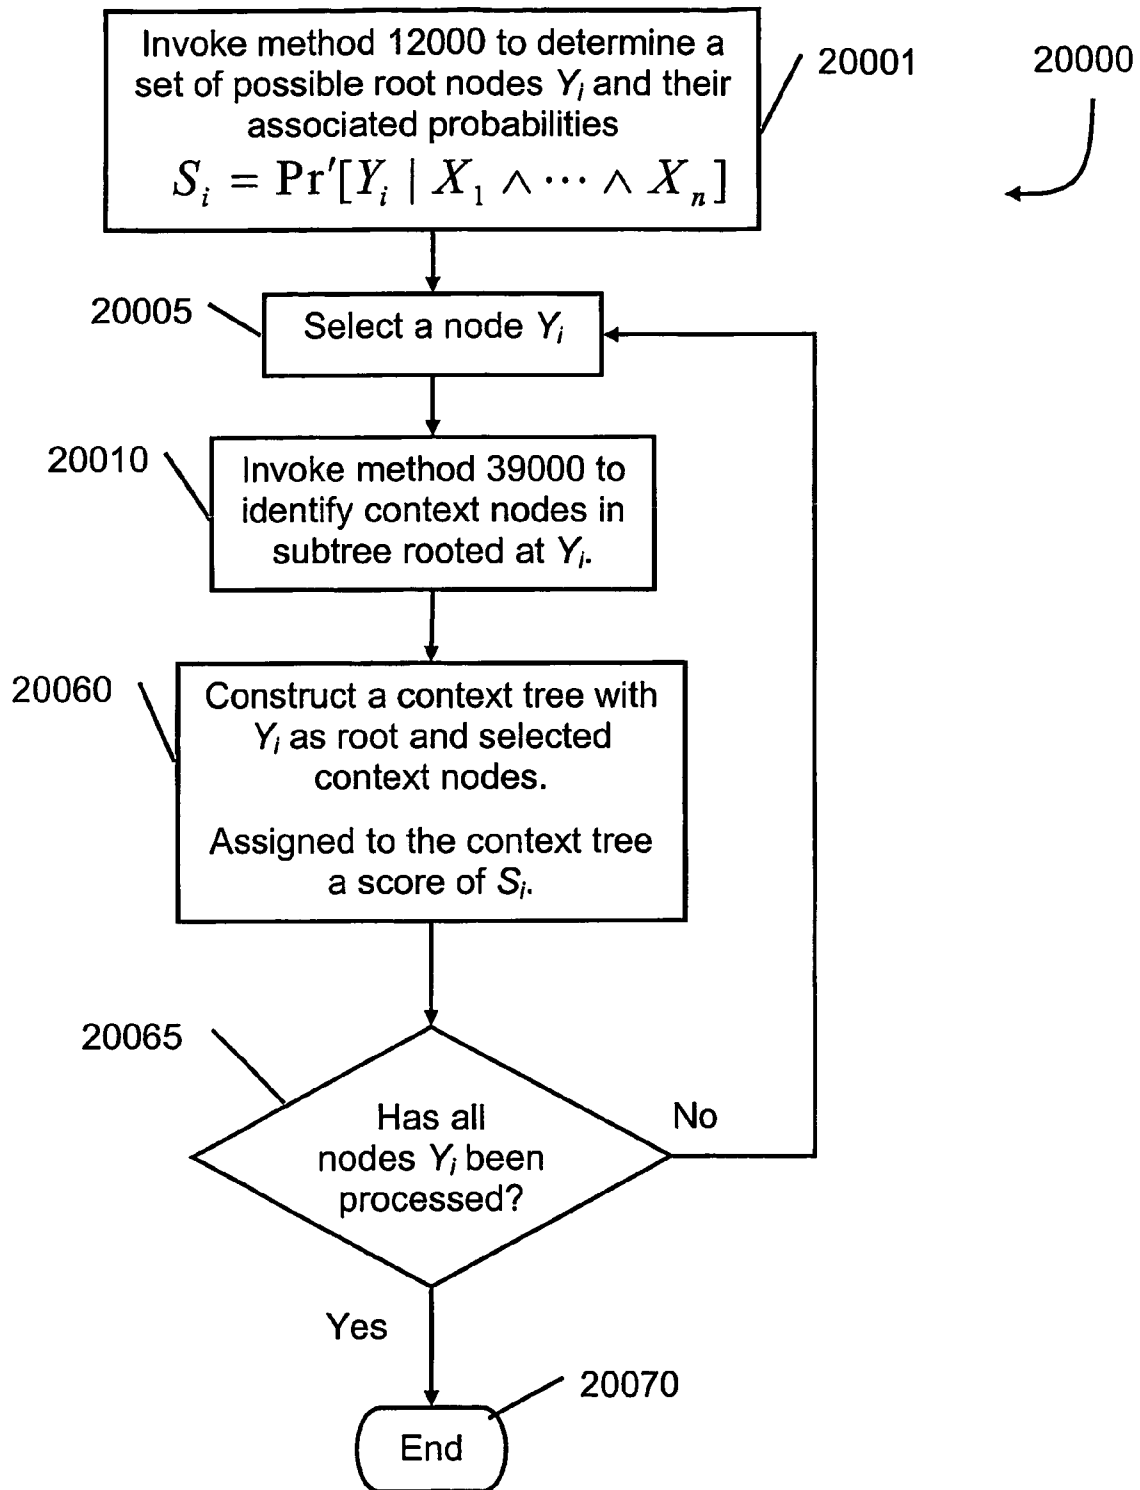 Invoke method 12000 to determine a
set of possible root nodes Yi and their
associated probabilities
Si = Pr′[Yi | X1 ∧ ⋯ ∧ Xn]
20001
20000
20005
Select a node Yi
20010
Invoke method 39000 to
identify context nodes in
subtree rooted at Yi.
20060
Construct a context tree with
Yi as root and selected
context nodes.
Assigned to the context tree
a score of Si.
20065
Has all
nodes Yi been
processed?
No
Yes
20070
End